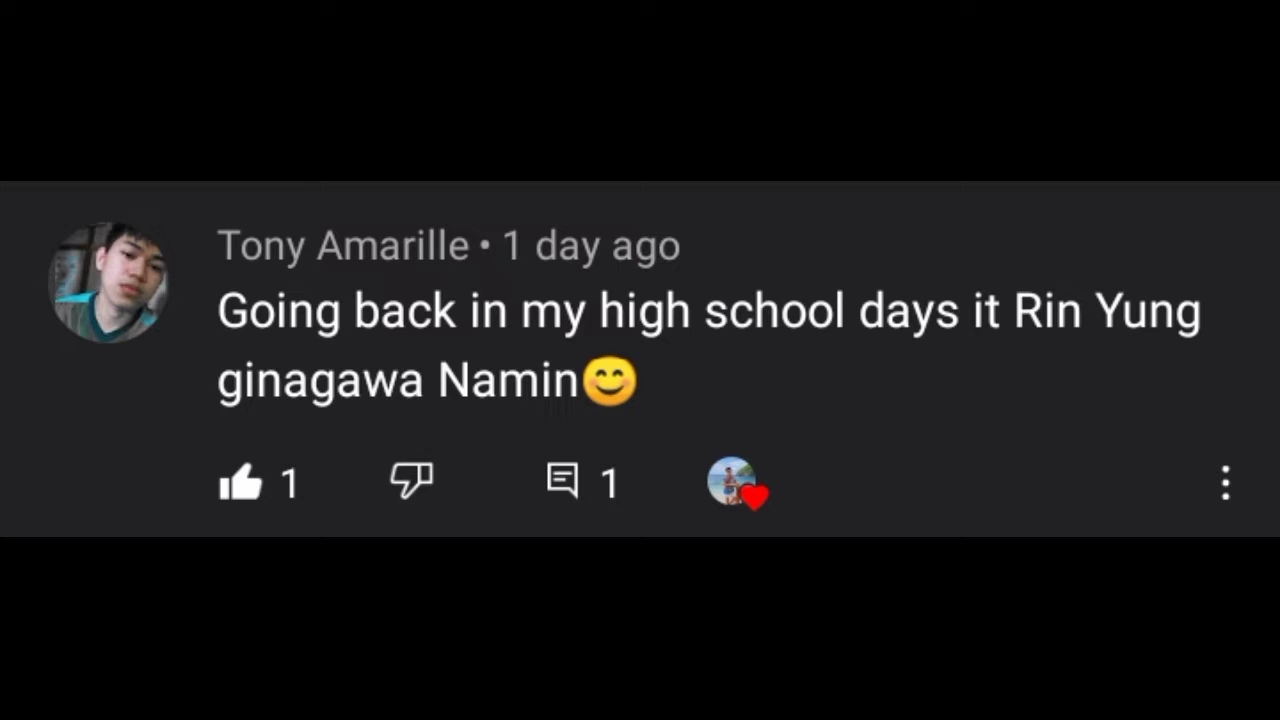 Tony Amarille • 1 day ago
Going back in my high school days it Rin Yung
ginagawa Namin😊
1 1